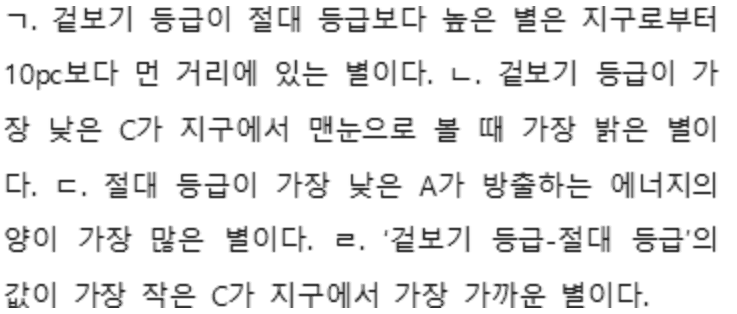 ㄱ. 겉보기 등급이 절대 등급보다 높은 별은 지구로부터
10pc보다 먼 거리에 있는 별이다. ㄴ. 겉보기 등급이 가
장 낮은 C가 지구에서 맨눈으로 볼 때 가장 밝은 별이
다. ㄷ. 절대 등급이 가장 낮은 A가 방출하는 에너지의
양이 가장 많은 별이다. ㄹ. '겉보기 등급-절대 등급'의
값이 가장 작은 C가 지구에서 가장 가까운 별이다.